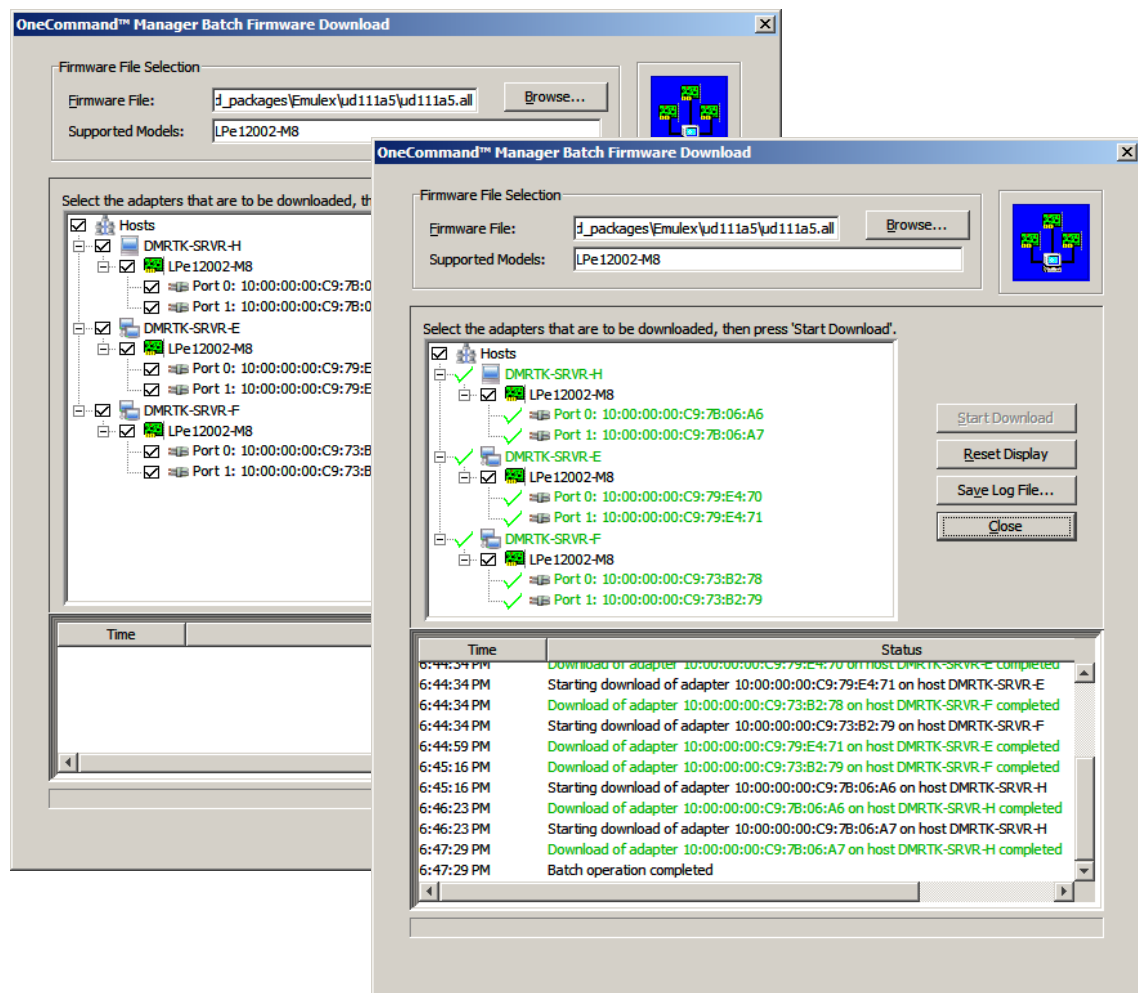 OneCommand™ Manager Batch Firmware Download
Firmware File Selection
Firmware File:
d_packages\Emulex\ud111a5\ud111a5.all
Browse...
Supported Models:
LPe12002-M8
Select the adapters that are to be downloaded, th
Hosts
DMRTK-SRVR-H
LPe12002-M8
Port 0: 10:00:00:00:C9:7B:0
Port 1: 10:00:00:00:C9:7B:0
DMRTK-SRVR-E
LPe12002-M8
Port 0: 10:00:00:00:C9:79:E
Port 1: 10:00:00:00:C9:79:E
DMRTK-SRVR-F
LPe12002-M8
Port 0: 10:00:00:00:C9:73:B
Port 1: 10:00:00:00:C9:73:B
Time
OneCommand™ Manager Batch Firmware Download
Firmware File Selection
Firmware File:
d_packages\Emulex\ud111a5\ud111a5.all
Browse...
Supported Models:
LPe12002-M8
Select the adapters that are to be downloaded, then press 'Start Download'.
Hosts
DMRTK-SRVR-H
LPe12002-M8
Port 0: 10:00:00:00:C9:7B:06:A6
Port 1: 10:00:00:00:C9:7B:06:A7
DMRTK-SRVR-E
LPe12002-M8
Port 0: 10:00:00:00:C9:79:E4:70
Port 1: 10:00:00:00:C9:79:E4:71
DMRTK-SRVR-F
LPe12002-M8
Port 0: 10:00:00:00:C9:73:B2:78
Port 1: 10:00:00:00:C9:73:B2:79
Start Download
Reset Display
Save Log File...
Close
Time Status
6:44:34 PM Download of adapter 10:00:00:00:C9:79:E4:70 on host DMRTK-SRVR-E completed
6:44:34 PM Starting download of adapter 10:00:00:00:C9:79:E4:71 on host DMRTK-SRVR-E
6:44:34 PM Download of adapter 10:00:00:00:C9:73:B2:78 on host DMRTK-SRVR-F completed
6:44:34 PM Starting download of adapter 10:00:00:00:C9:73:B2:79 on host DMRTK-SRVR-F
6:44:59 PM Download of adapter 10:00:00:00:C9:79:E4:71 on host DMRTK-SRVR-E completed
6:45:16 PM Download of adapter 10:00:00:00:C9:73:B2:79 on host DMRTK-SRVR-F completed
6:45:16 PM Starting download of adapter 10:00:00:00:C9:7B:06:A6 on host DMRTK-SRVR-H
6:46:23 PM Download of adapter 10:00:00:00:C9:7B:06:A6 on host DMRTK-SRVR-H completed
6:46:23 PM Starting download of adapter 10:00:00:00:C9:7B:06:A7 on host DMRTK-SRVR-H
6:47:29 PM Download of adapter 10:00:00:00:C9:7B:06:A7 on host DMRTK-SRVR-H completed
6:47:29 PM Batch operation completed